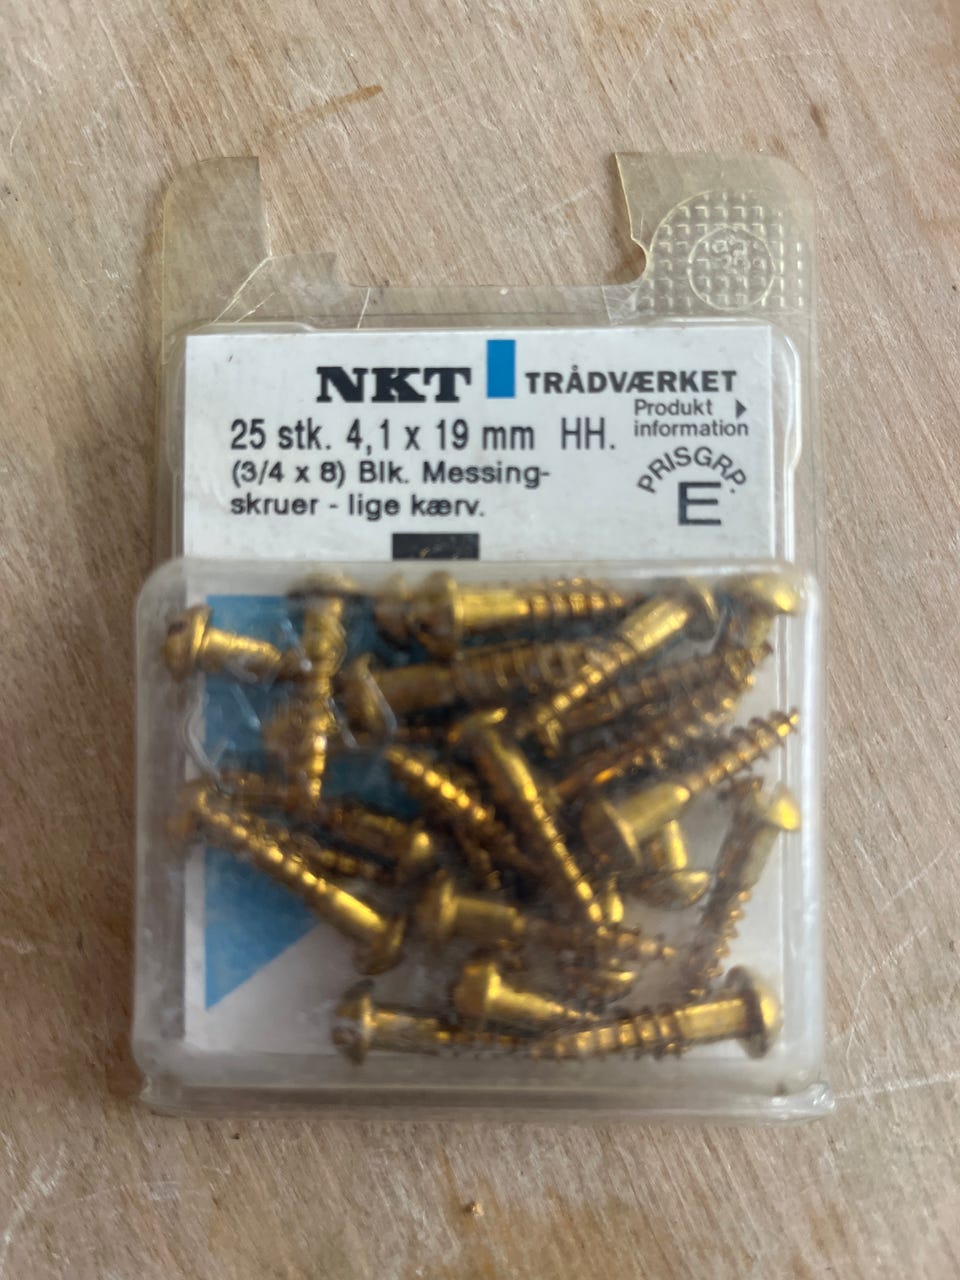 NKT TRÅDVÆRKET
25 stk. 4,1 x 19 mm HH.
(3/4 x 8) Blk. Messing-
skruer - lige kærv.
Produkt
information
PRISGRP.
E